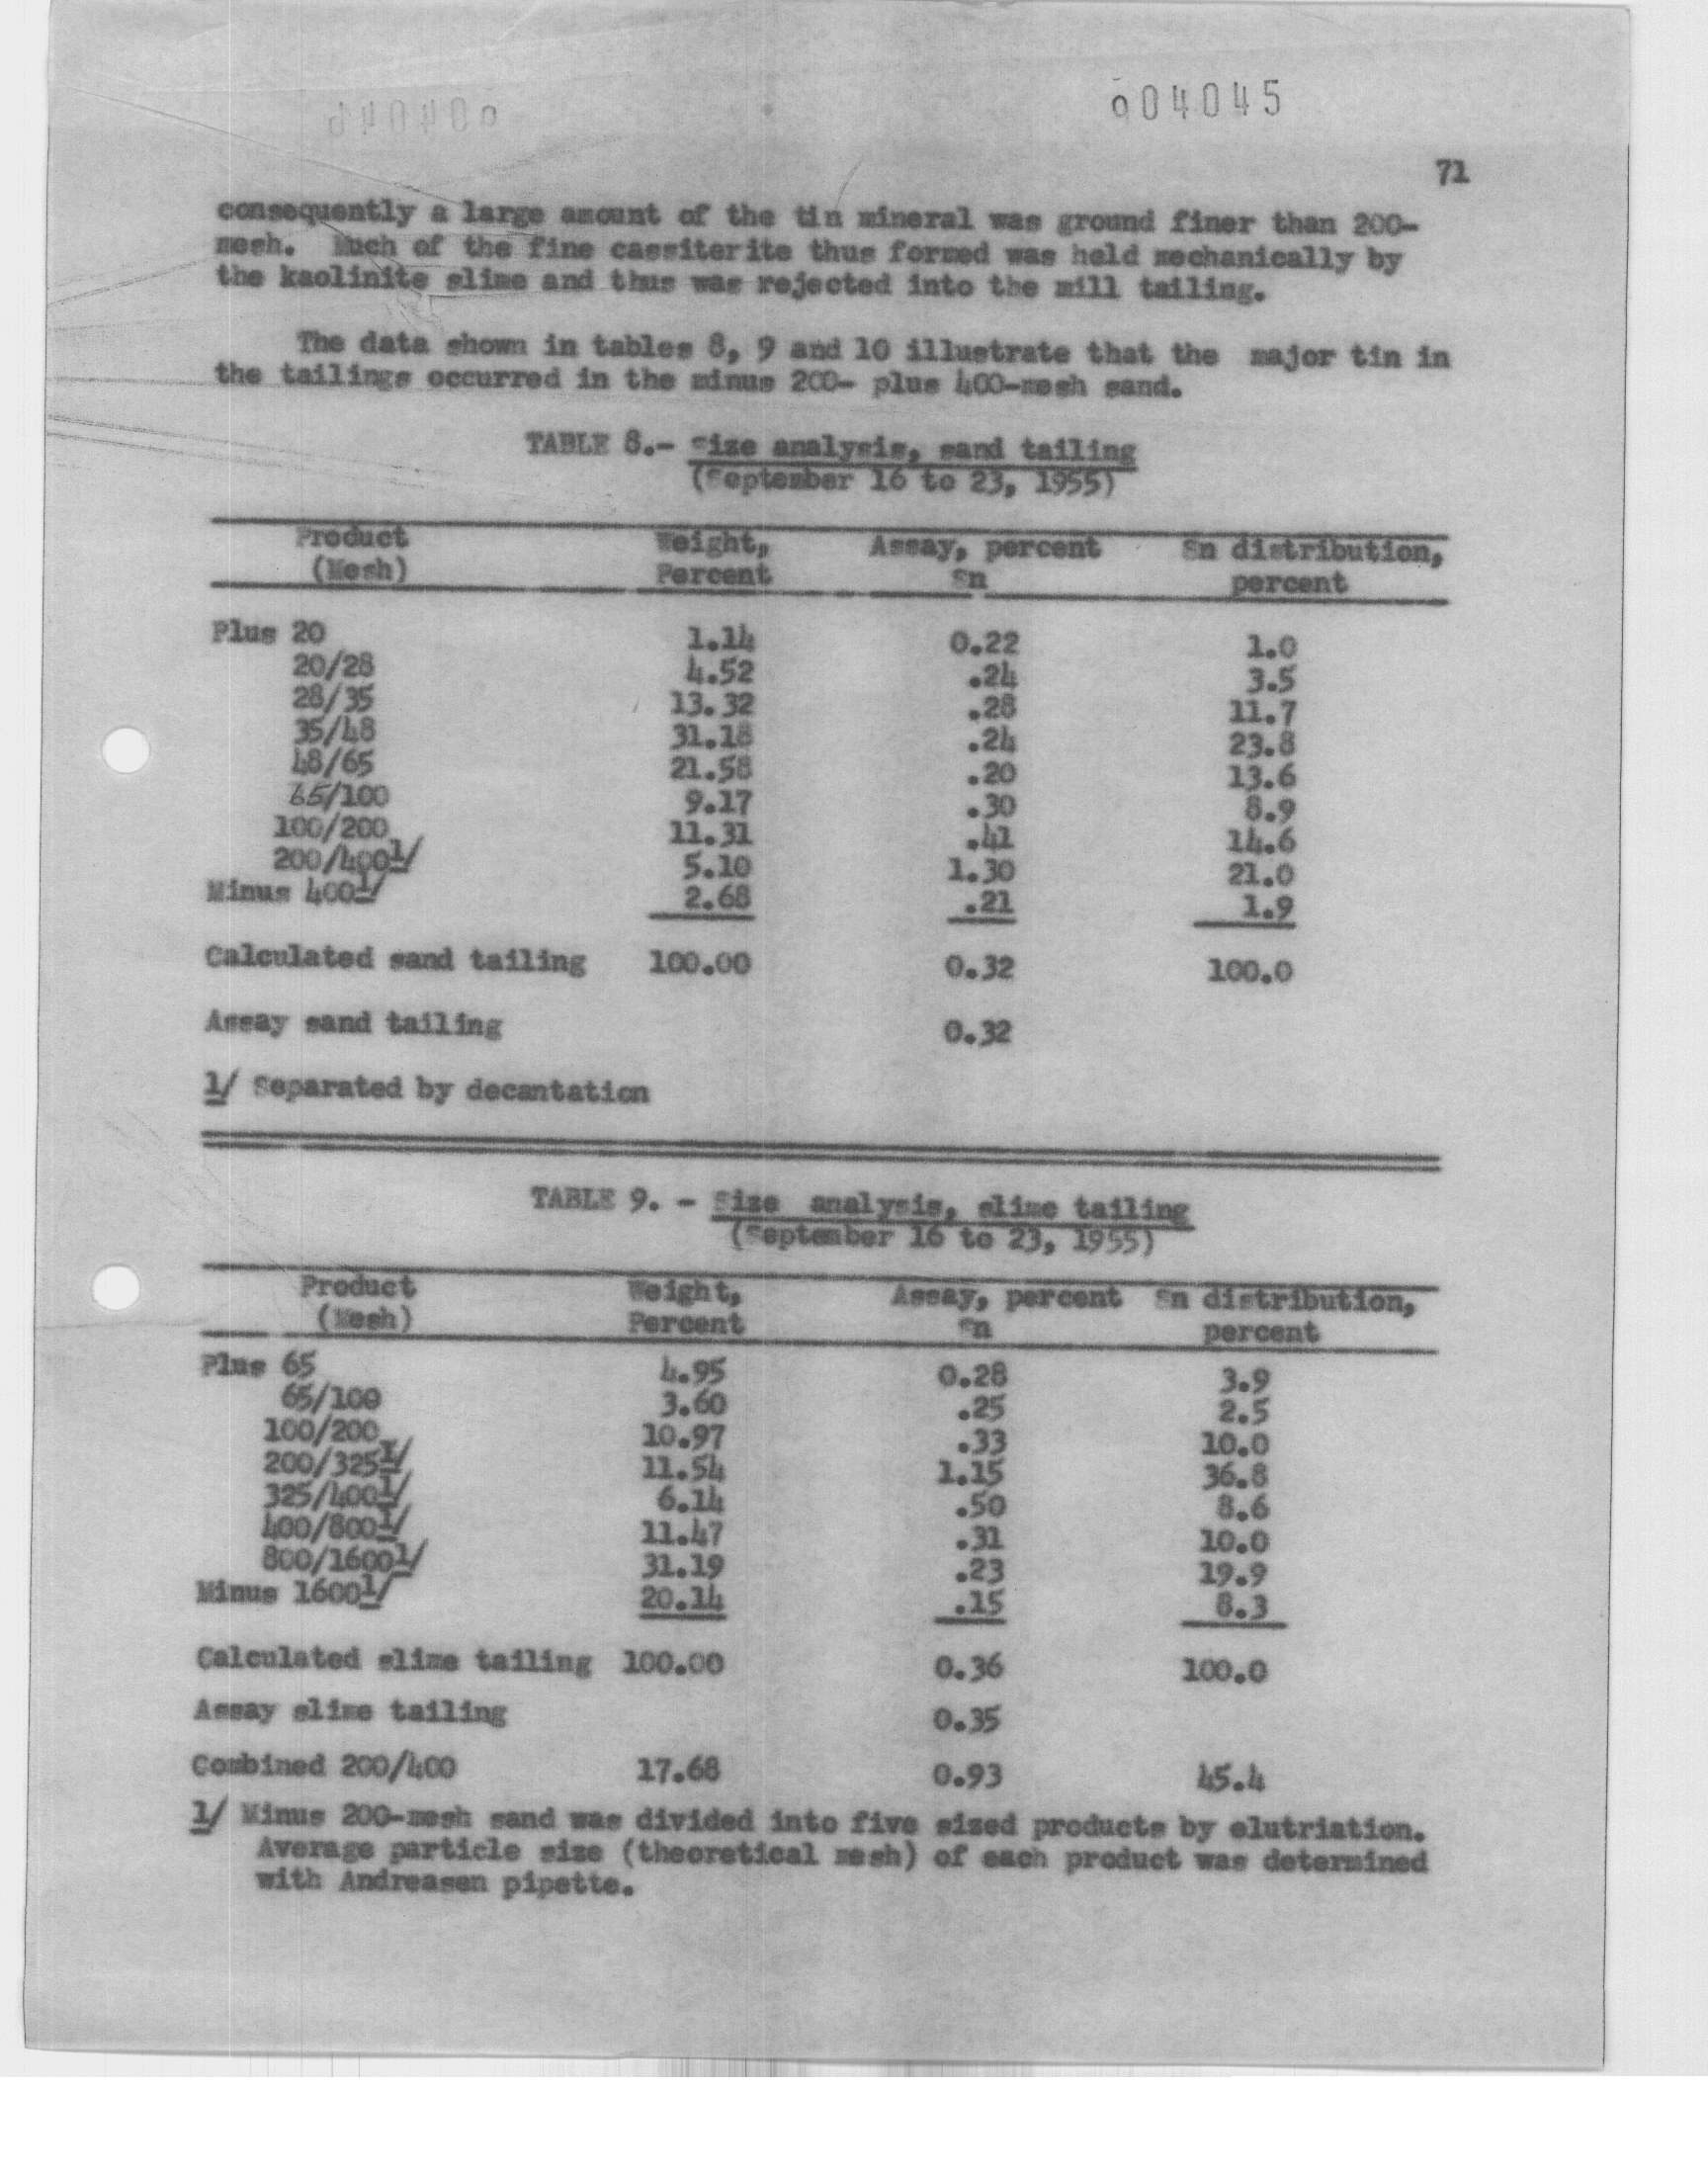 004045
71
consequently a large amount of the tin mineral was ground finer than 200-
mesh. Much of the fine cassiterite thus formed was held mechanically by
the kaolinite slime and thus was rejected into the mill tailing.
The data shown in tables 8, 9 and 10 illustrate that the major tin in
the tailings occurred in the minus 200- plus 400-mesh sand.
TABLE 8.- Size analysis, sand tailing
(September 16 to 23, 1955)
Product Weight, Assay, percent Sn distribution,
(Mesh) Percent Sn percent
Plus 20 1.14 0.22 1.0
20/28 4.52 .24 3.5
28/35 13.32 .28 11.7
35/48 31.18 .24 23.8
48/65 21.58 .20 13.6
65/100 9.17 .30 8.9
100/200 11.31 .41 14.6
200/400 1/ 5.10 1.30 21.0
Minus 400 1/ 2.68 .21 1.9
Calculated sand tailing 100.00 0.32 100.0
Assay sand tailing 0.32
1/ Separated by decantation
TABLE 9. - Size analysis, slime tailing
(September 16 to 23, 1955)
Product Weight, Assay, percent Sn distribution,
(Mesh) Percent Sn percent
Plus 65 4.95 0.28 3.9
65/100 3.60 .25 2.5
100/200 10.97 .33 10.0
200/325 1/ 11.54 1.15 36.8
325/400 1/ 6.14 .50 8.6
400/800 1/ 11.47 .31 10.0
800/1600 1/ 31.19 .23 19.9
Minus 1600 1/ 20.14 .15 8.3
Calculated slime tailing 100.00 0.36 100.0
Assay slime tailing 0.35
Combined 200/400 17.68 0.93 45.4
1/ Minus 200-mesh sand was divided into five sized products by elutriation.
Average particle size (theoretical mesh) of each product was determined
with Andreasen pipette.